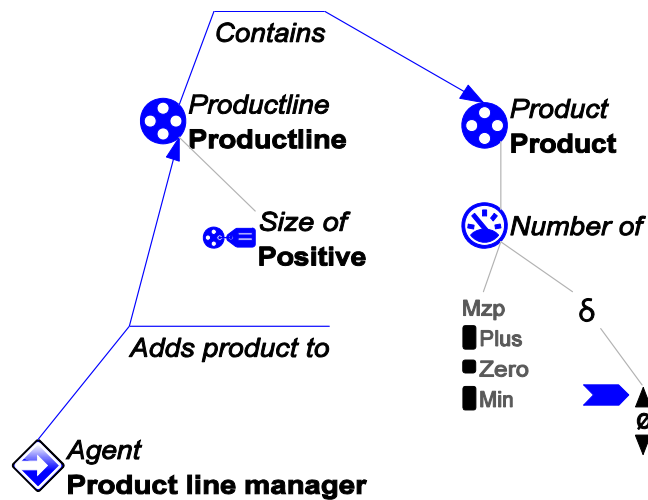 Contains
Productline
Productline
Product
Product
Size of
Positive
Number of
Mzp
Plus
Zero
Min
δ
ø
Adds product to
Agent
Product line manager